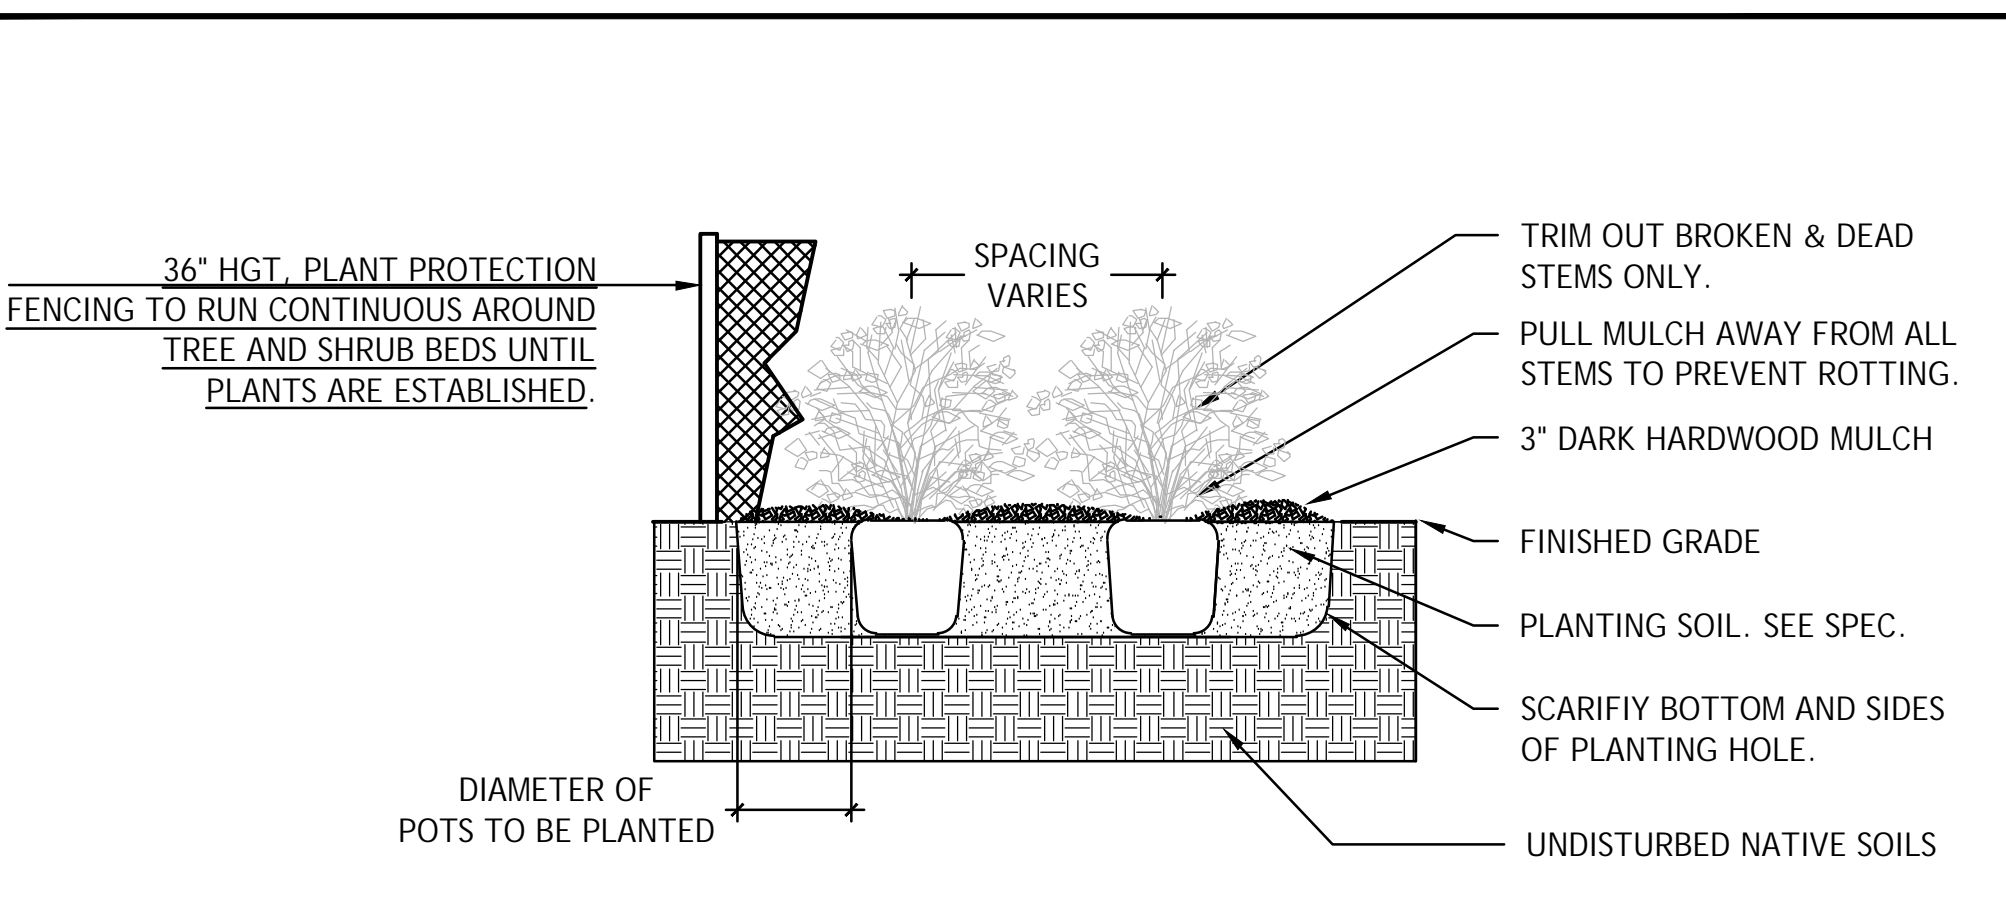 36" HGT, PLANT PROTECTION
FENCING TO RUN CONTINUOUS AROUND
TREE AND SHRUB BEDS UNTIL
PLANTS ARE ESTABLISHED.
SPACING
VARIES
TRIM OUT BROKEN & DEAD
STEMS ONLY.
PULL MULCH AWAY FROM ALL
STEMS TO PREVENT ROTTING.
3" DARK HARDWOOD MULCH
FINISHED GRADE
PLANTING SOIL. SEE SPEC.
SCARIFIY BOTTOM AND SIDES
OF PLANTING HOLE.
UNDISTURBED NATIVE SOILS
DIAMETER OF
POTS TO BE PLANTED